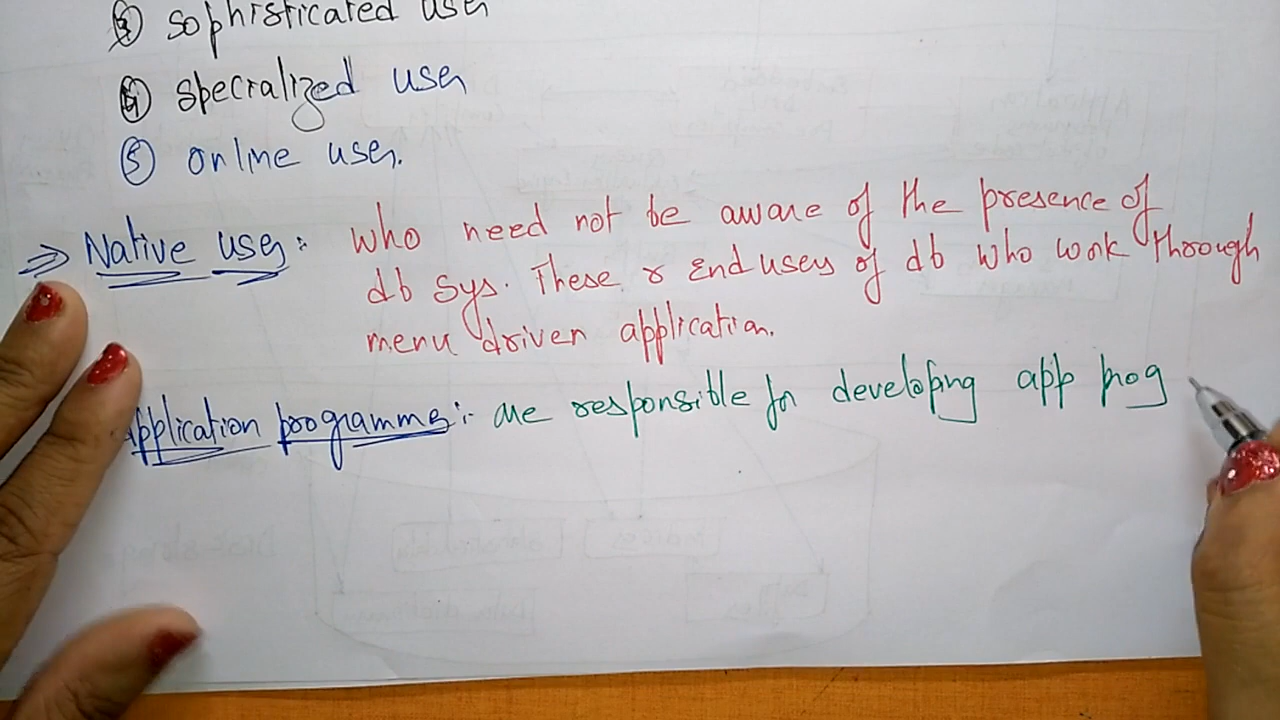 ③ sophisticated user
④ specialized user
⑤ online user.
⇒ Native user: who need not be aware of the presence of
db sys. These r End users of db who work through
menu driven application.
application programme:- are responsible for developing app prog